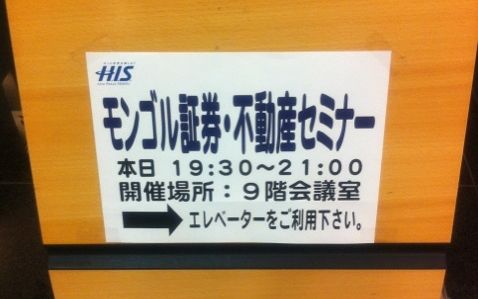 HIS
モンゴル証券・不動産セミナー
本日 19:30〜21:00
開催場所：9階会議室
エレベーターをご利用下さい。